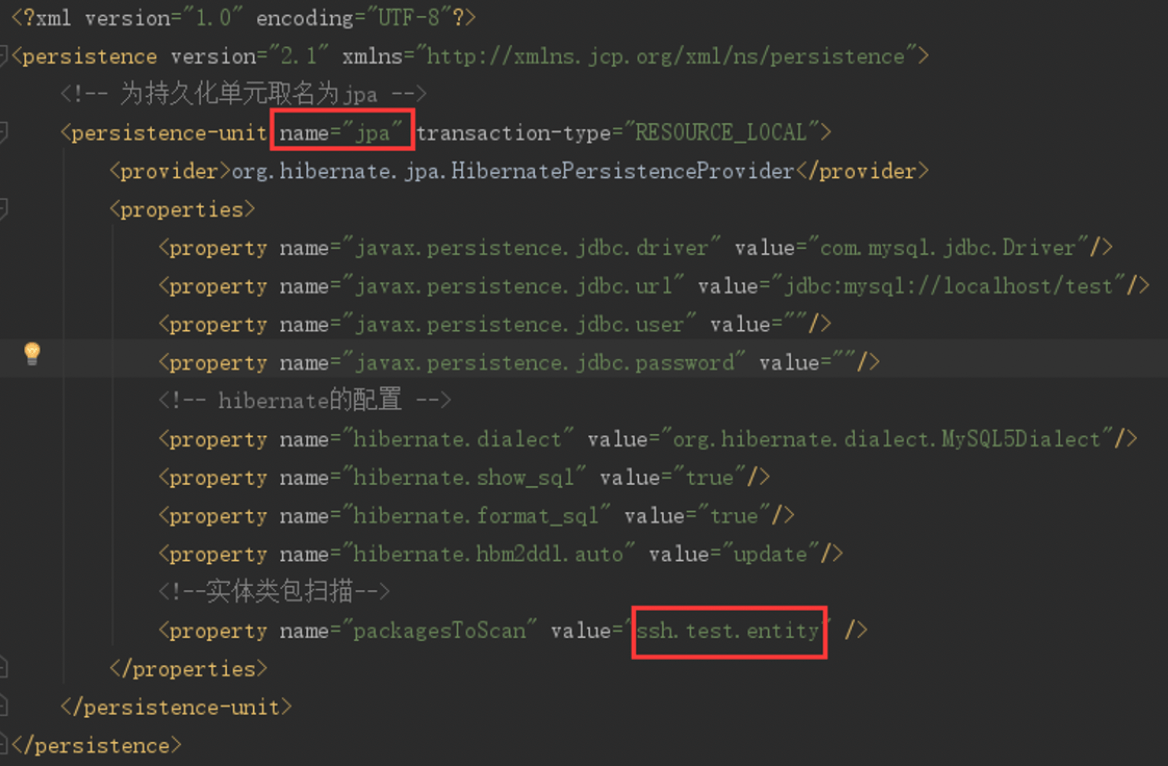 <?xml version="1.0" encoding="UTF-8"?>
<persistence version="2.1" xmlns="http://xmlns.jcp.org/xml/ns/persistence">
<!-- 为持久化单元取名为jpa -->
<persistence-unit name="jpa" transaction-type="RESOURCE_LOCAL">
<provider>org.hibernate.jpa.HibernatePersistenceProvider</provider>
<properties>
<property name="javax.persistence.jdbc.driver" value="com.mysql.jdbc.Driver"/>
<property name="javax.persistence.jdbc.url" value="jdbc:mysql://localhost/test"/>
<property name="javax.persistence.jdbc.user" value=""/>
<property name="javax.persistence.jdbc.password" value=""/>
<!-- hibernate的配置 -->
<property name="hibernate.dialect" value="org.hibernate.dialect.MySQL5Dialect"/>
<property name="hibernate.show_sql" value="true"/>
<property name="hibernate.format_sql" value="true"/>
<property name="hibernate.hbm2ddl.auto" value="update"/>
<!--实体类包扫描-->
<property name="packagesToScan" value="ssh.test.entity" />
</properties>
</persistence-unit>
</persistence>